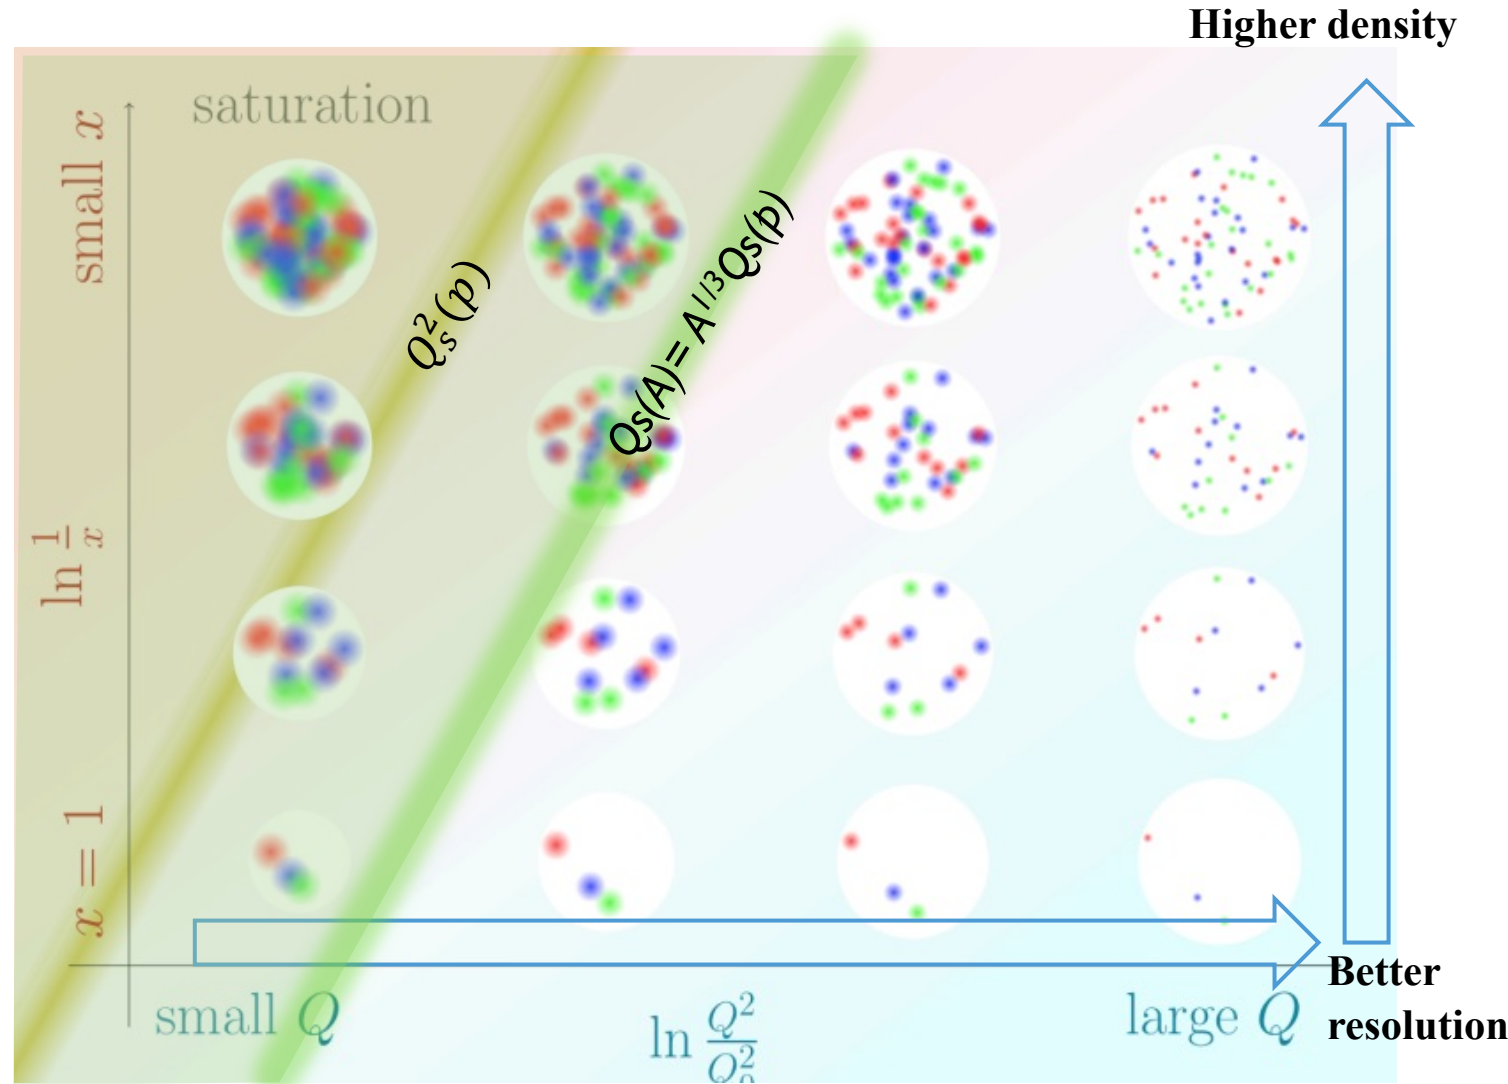 Higher density
saturation
small x
Q_s^2(p)
Qs(A)= A^{1/3}Qs(p)
ln 1/x
x = 1
small Q
ln Q^2/Q_0^2
large Q
Better
resolution